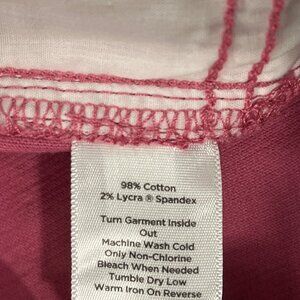 98% Cotton
2% Lycra ® Spandex
Turn Garment Inside
Out
Machine Wash Cold
Only Non-Chlorine
Bleach When Needed
Tumble Dry Low
Warm Iron On Reverse